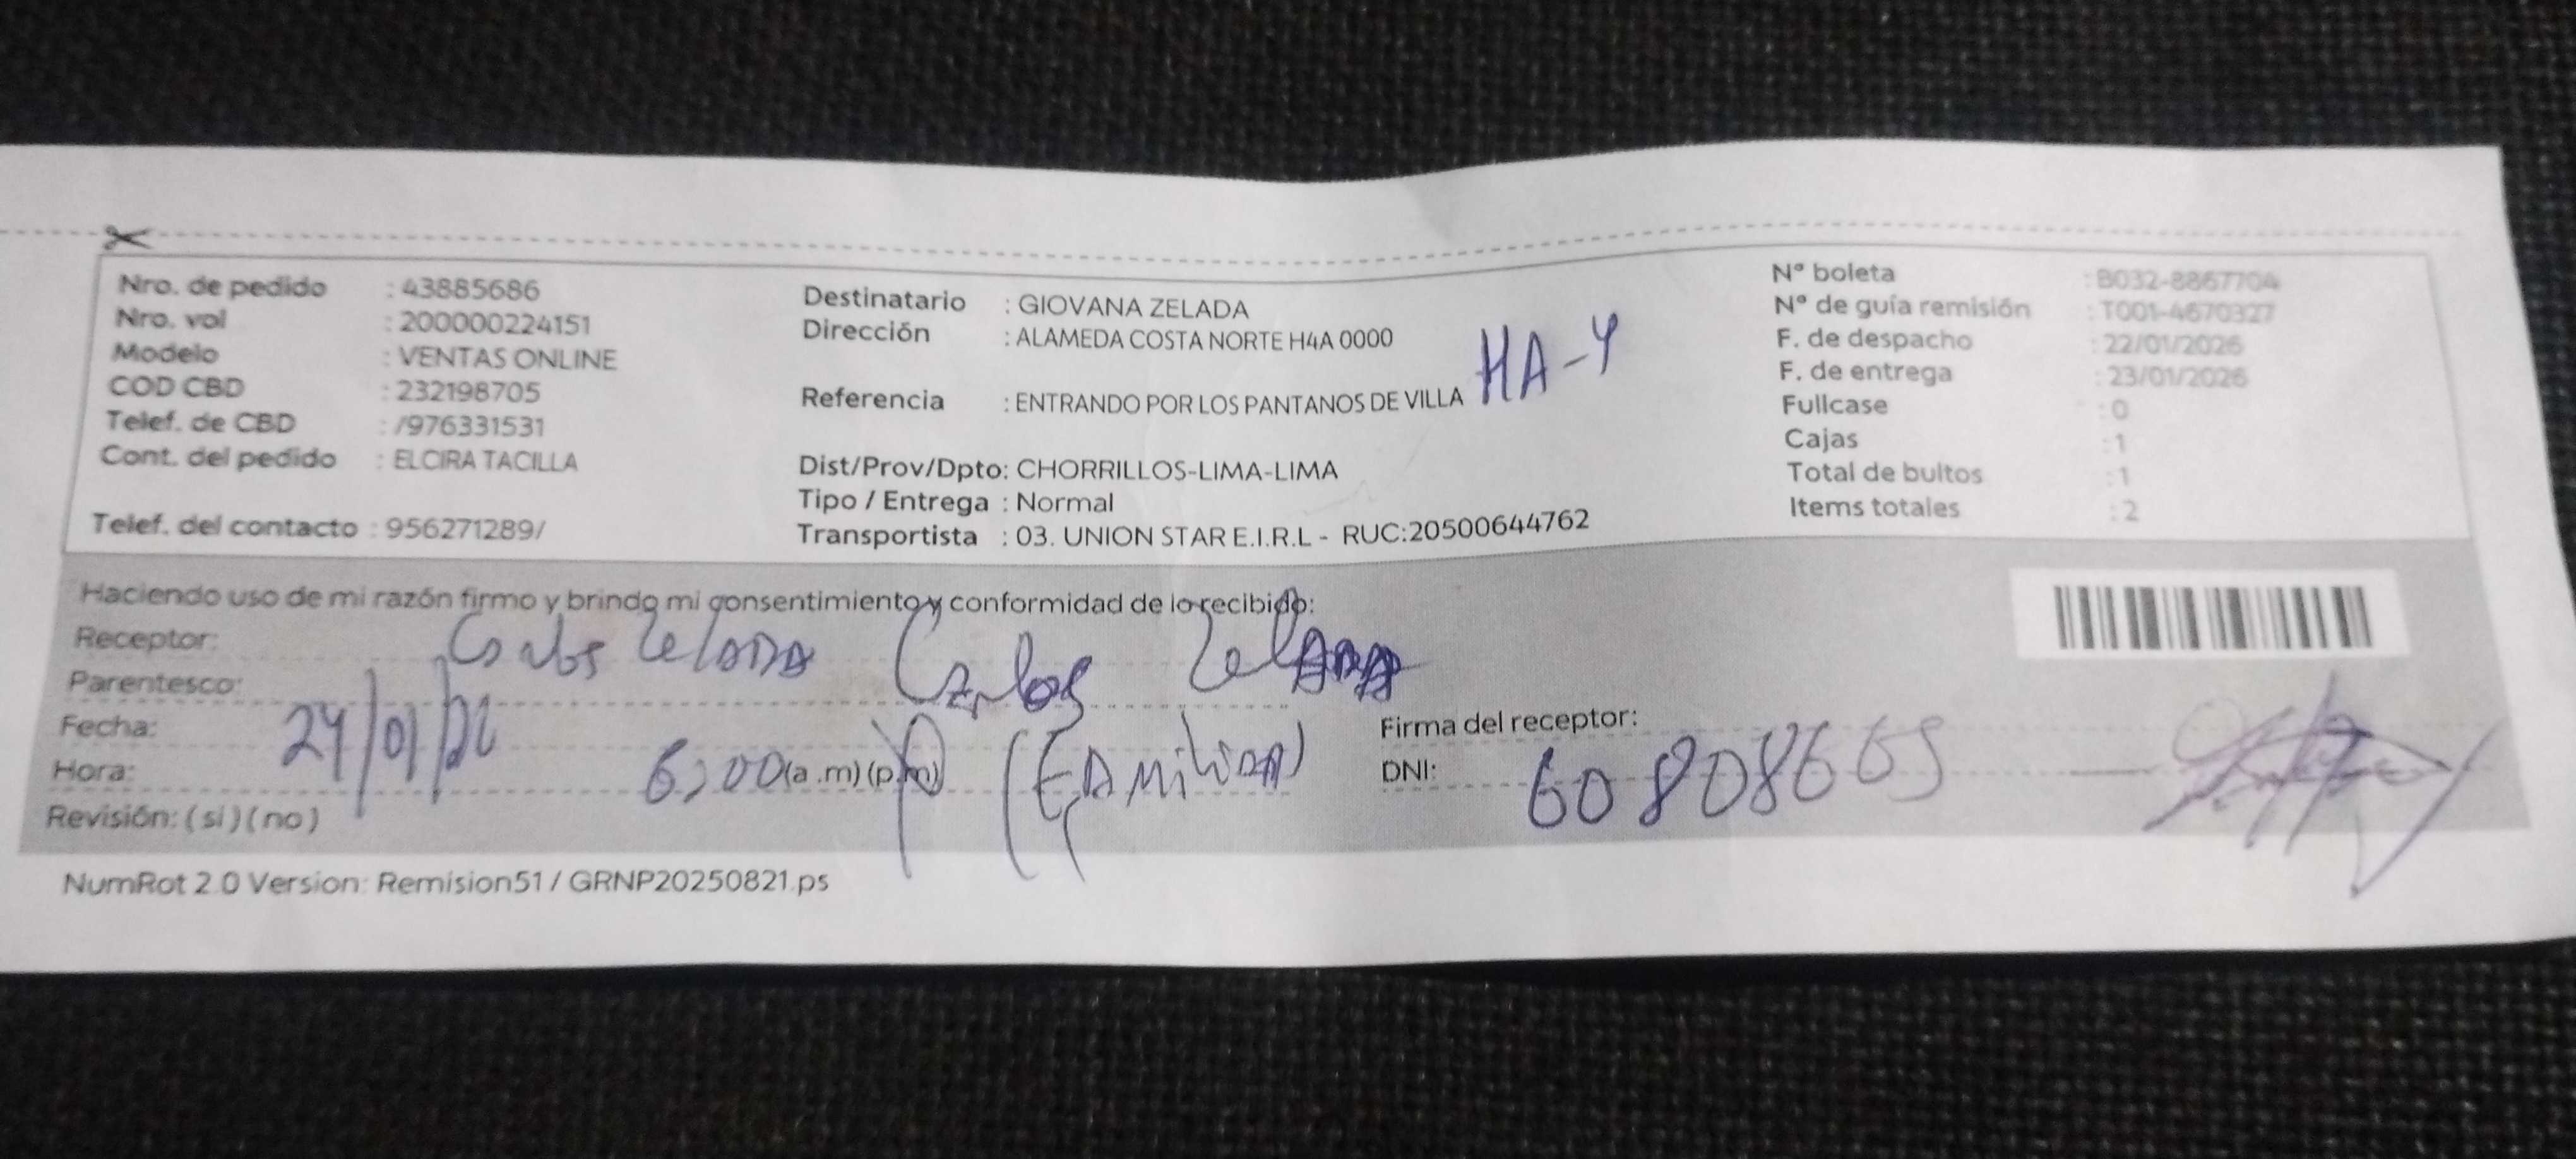 Nro. de pedido : 43885686
Nro. vol : 200000224151
Modelo : VENTAS ONLINE
COD CBD : 232198705
Telef. de CBD : /976331531
Cont. del pedido : ELCIRA TACILLA
Telef. del contacto : 956271289/
Destinatario : GIOVANA ZELADA
Dirección : ALAMEDA COSTA NORTE H4A 0000
HA-4
Referencia : ENTRANDO POR LOS PANTANOS DE VILLA
Dist/Prov/Dpto: CHORRILLOS-LIMA-LIMA
Tipo / Entrega : Normal
Transportista : 03. UNION STAR E.I.R.L - RUC:20500644762
N° boleta : B032-8867704
N° de guía remisión : T001-4670327
F. de despacho : 22/01/2026
F. de entrega : 23/01/2026
Fullcase : 0
Cajas : 1
Total de bultos : 1
Items totales : 2
Haciendo uso de mi razón firmo y brindo mi consentimiento y conformidad de lo recibido:
Receptor: Carlos Zelada Carlos Zelada
Parentesco:
Fecha: 24/01/26
Hora: 6:00 (a.m) (p.m) (Familiar)
Revisión: ( si ) ( no )
Firma del receptor:
DNI: 60808665
NumRot 2.0 Version: Remision51 / GRNP20250821.ps